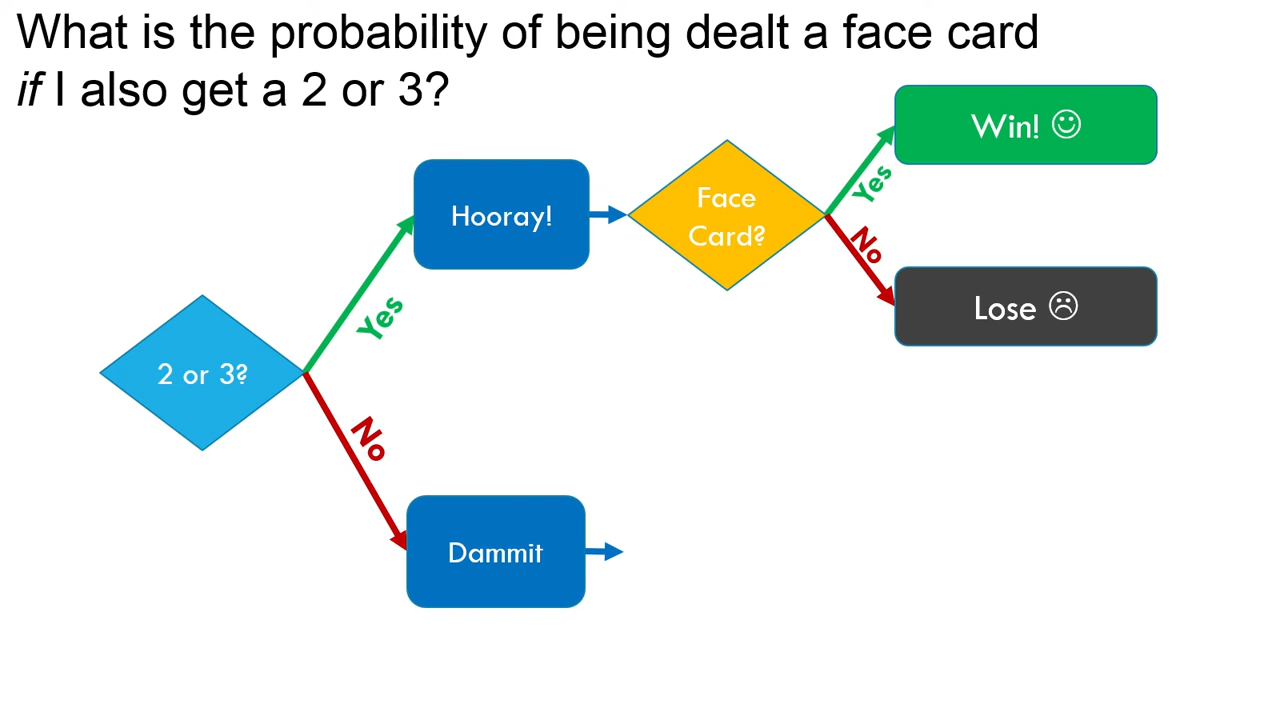 What is the probability of being dealt a face card
if I also get a 2 or 3?
Win! ☺
Yes
Face
Card?
Hooray!
No
Lose ☹
Yes
2 or 3?
No
Dammit